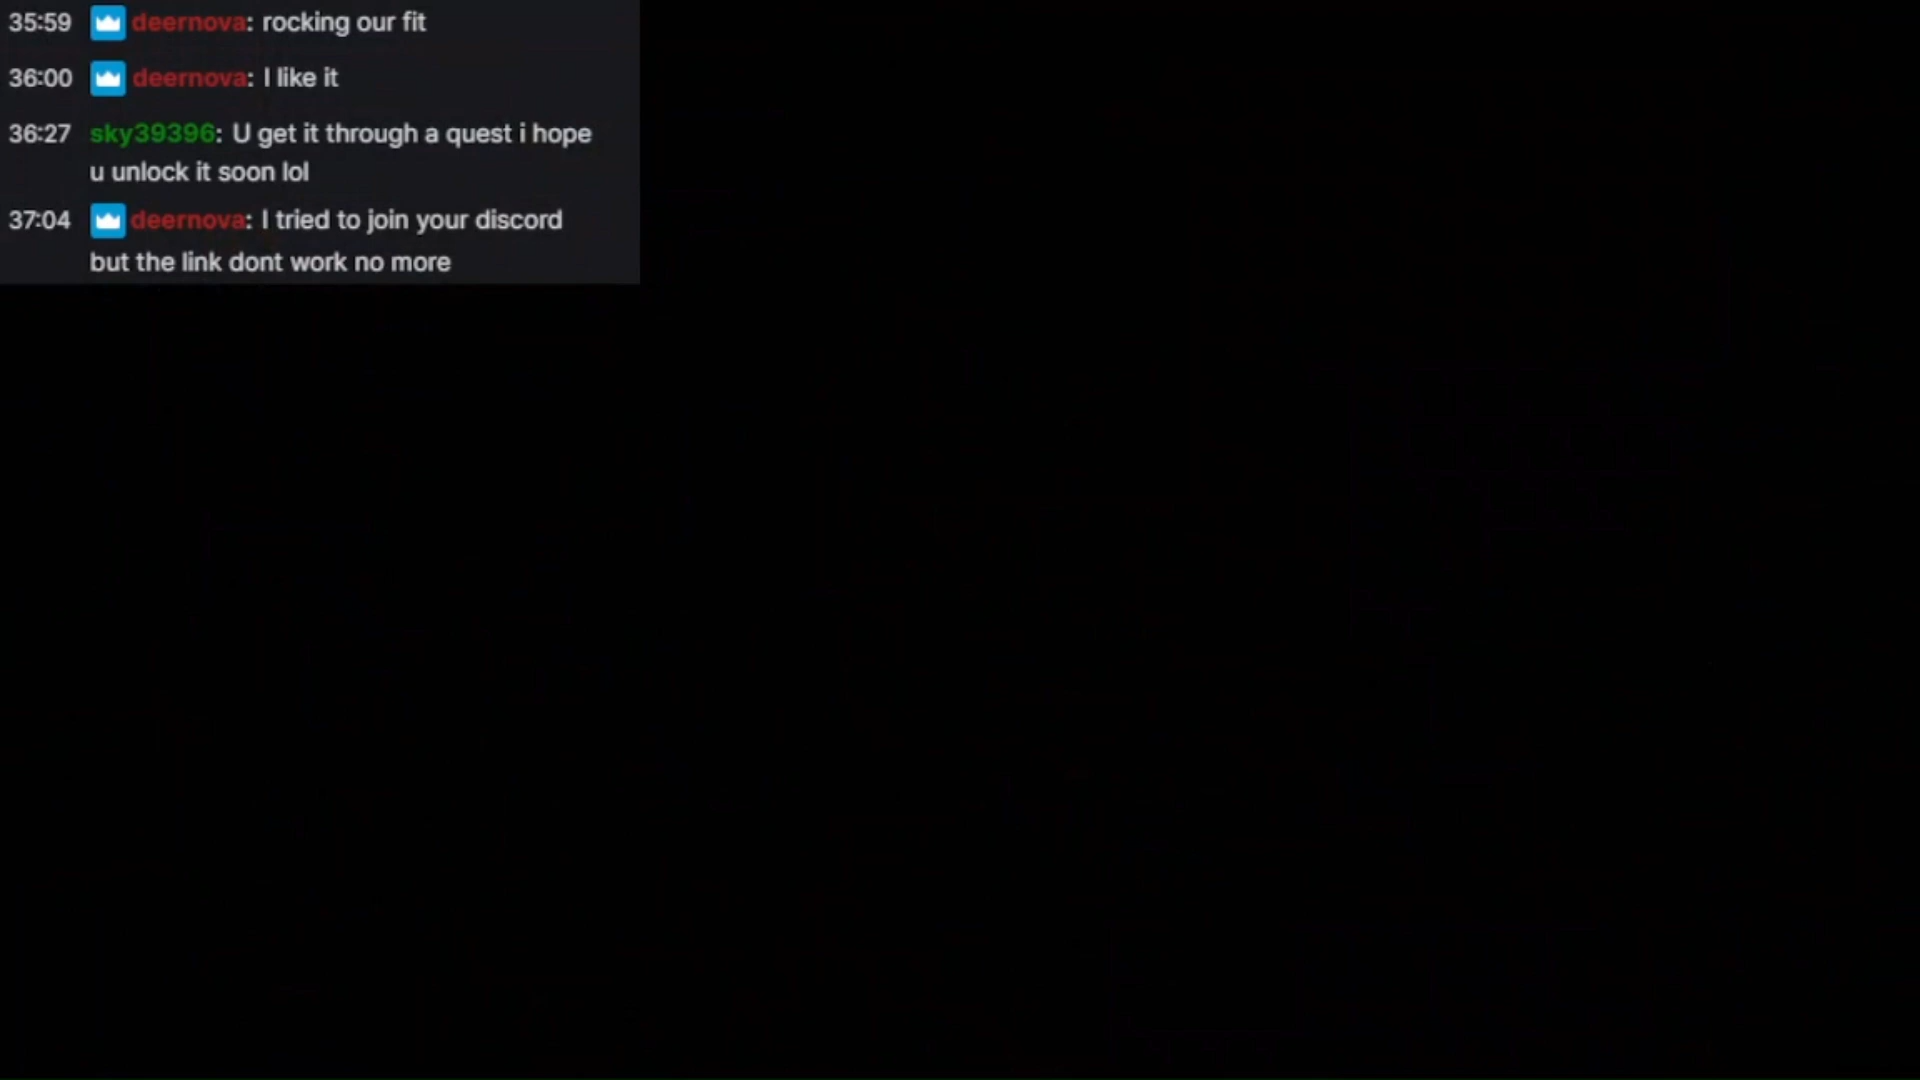 35:59 deernova: rocking our fit
36:00 deernova: I like it
36:27 sky39396: U get it through a quest i hope
u unlock it soon lol
37:04 deernova: I tried to join your discord
but the link dont work no more